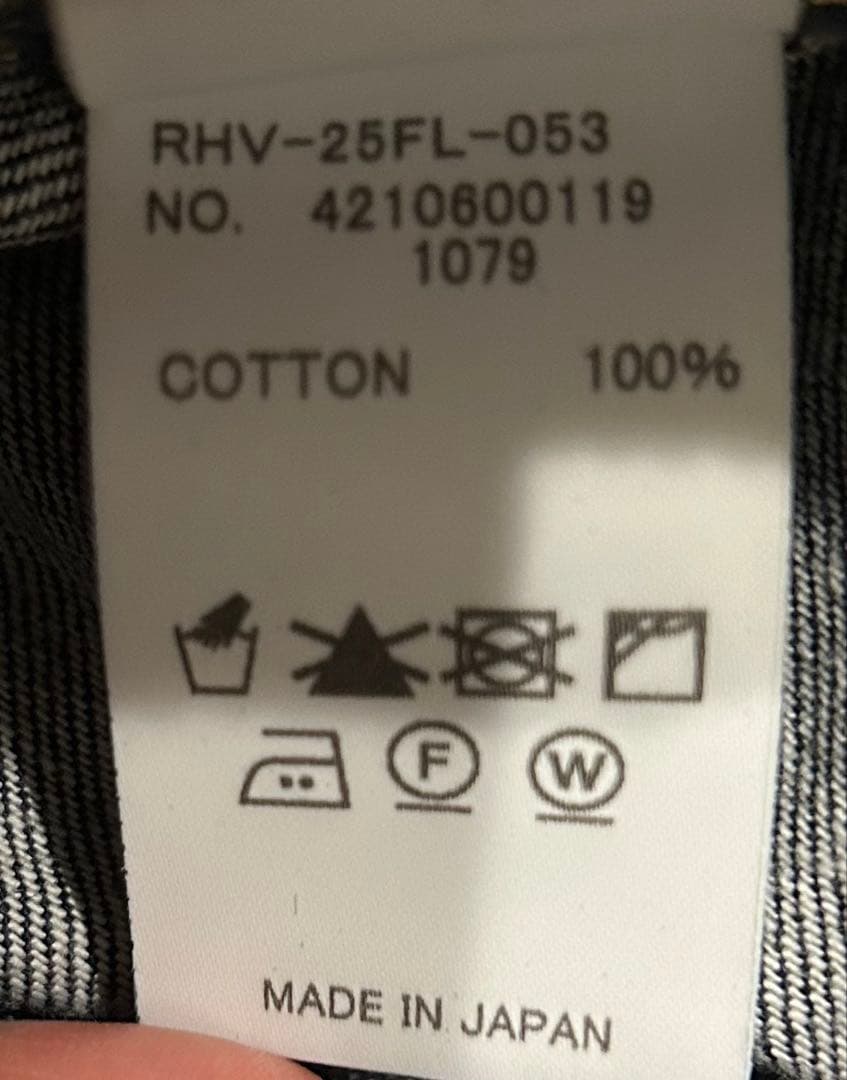 RHV-25FL-053
NO. 4210600119
1079
COTTON 100%
F W
MADE IN JAPAN